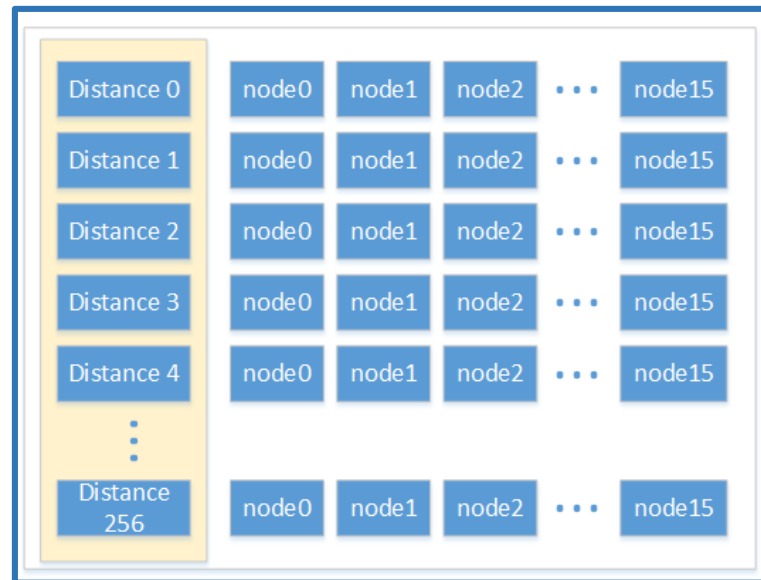 Distance 0 node0 node1 node2 ... node15
Distance 1 node0 node1 node2 ... node15
Distance 2 node0 node1 node2 ... node15
Distance 3 node0 node1 node2 ... node15
Distance 4 node0 node1 node2 ... node15
Distance
256 node0 node1 node2 ... node15